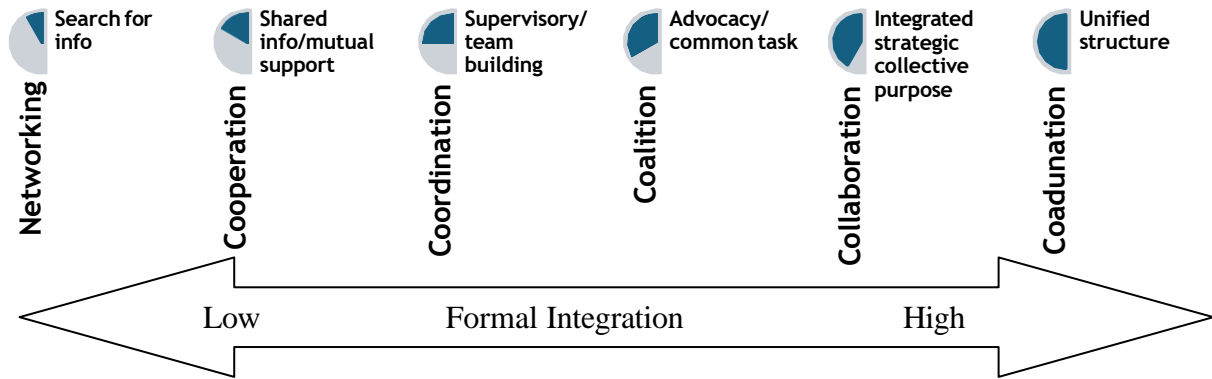 Search for
info
Networking
Shared
info/mutual
support
Cooperation
Supervisory/
team
building
Coordination
Advocacy/
common task
Coalition
Integrated
strategic
collective
purpose
Collaboration
Unified
structure
Coadunation
Low
Formal Integration
High